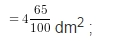 = 4 65/100 dm² ;